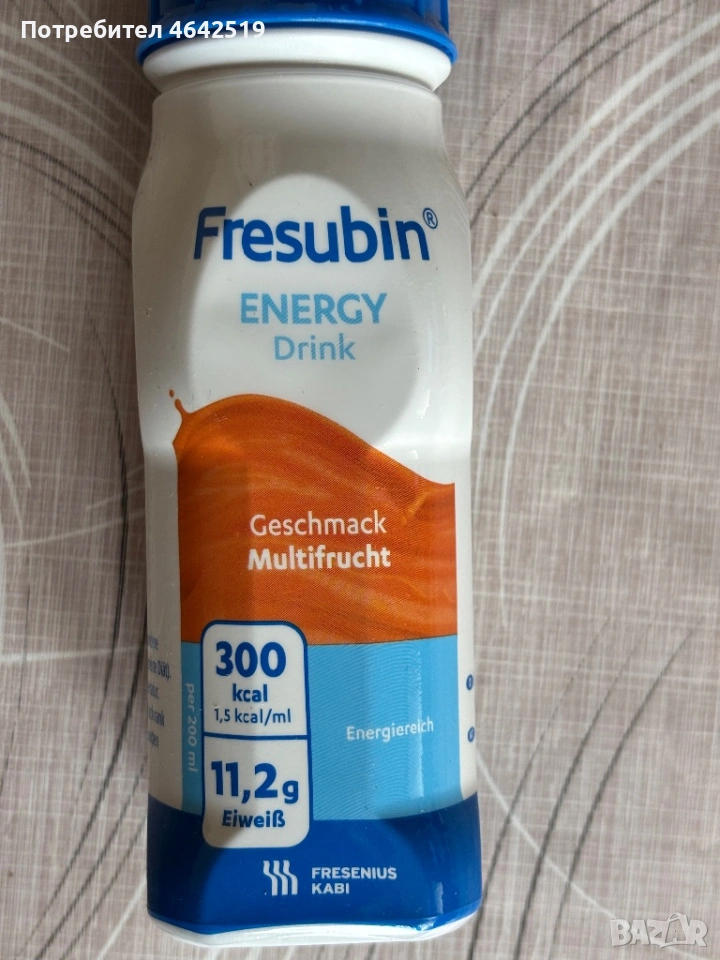 Потребител 4642519
Fresubin®
ENERGY
Drink
Geschmack
Multifrucht
300
kcal
1,5 kcal/ml
per 200 ml
Energiereich
11,2g
Eiweiß
FRESENIUS
KABI
BAZAR